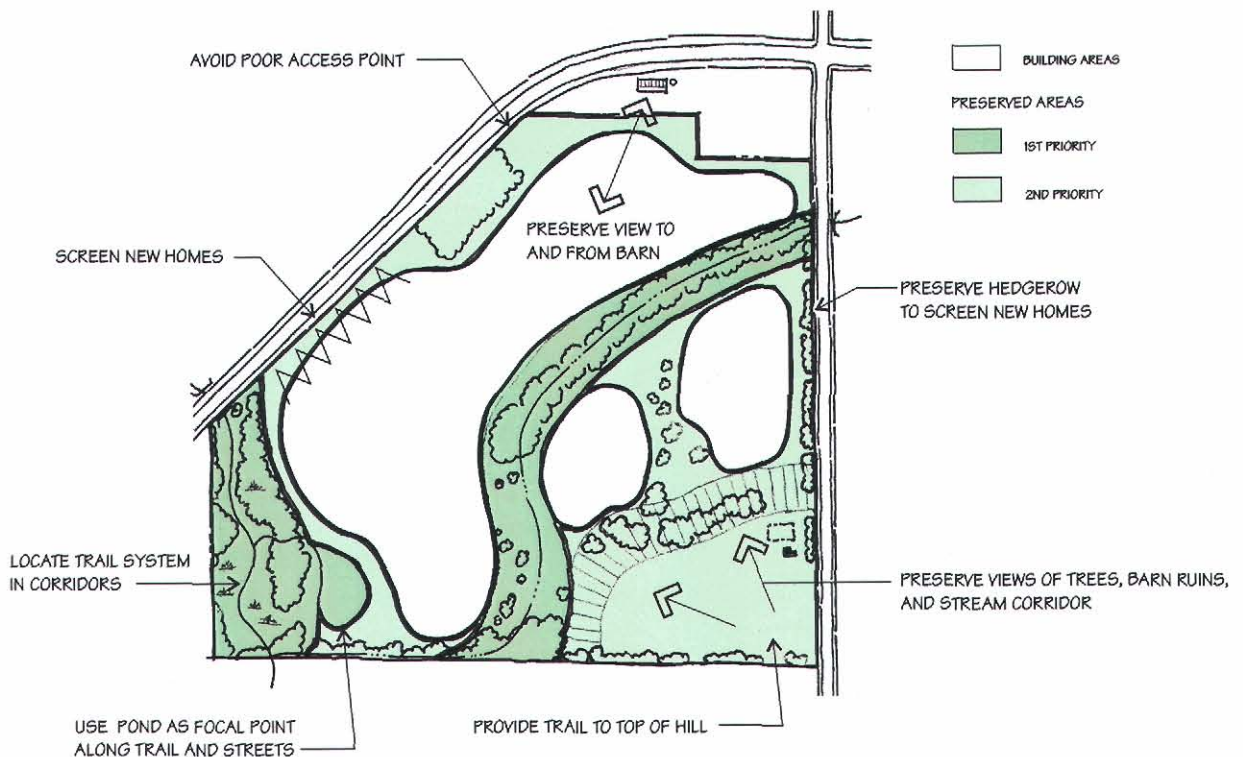 AVOID POOR ACCESS POINT
BUILDING AREAS
PRESERVED AREAS
1ST PRIORITY
2ND PRIORITY
PRESERVE VIEW TO
AND FROM BARN
SCREEN NEW HOMES
PRESERVE HEDGEROW
TO SCREEN NEW HOMES
LOCATE TRAIL SYSTEM
IN CORRIDORS
PRESERVE VIEWS OF TREES, BARN RUINS,
AND STREAM CORRIDOR
USE POND AS FOCAL POINT
ALONG TRAIL AND STREETS
PROVIDE TRAIL TO TOP OF HILL